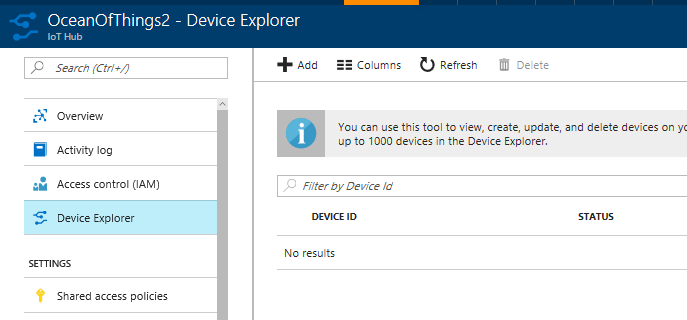 OceanOfThings2 - Device Explorer
IoT Hub
Search (Ctrl+/)
Overview
Activity log
Access control (IAM)
Device Explorer
SETTINGS
Shared access policies
Add Columns Refresh Delete
You can use this tool to view, create, update, and delete devices on yo
up to 1000 devices in the Device Explorer.
Filter by Device Id
DEVICE ID STATUS
No results